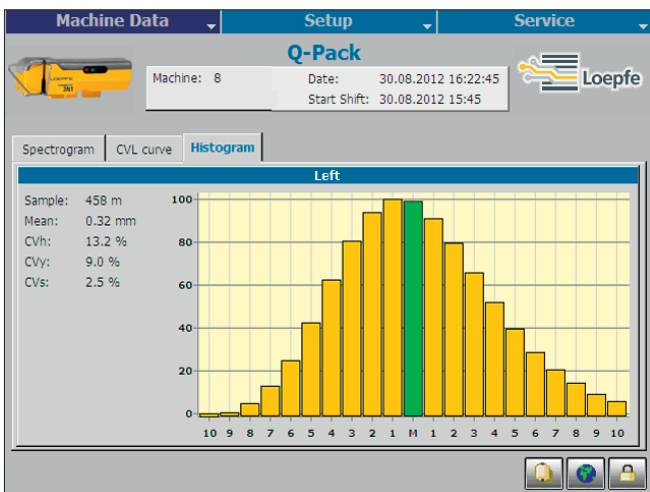 Machine Data Setup Service
Q-Pack
Machine: 8
Date: 30.08.2012 16:22:45
Start Shift: 30.08.2012 15:45
LOEPFE
Loepfe
Spectrogram CVL curve Histogram
Left
Sample: 458 m
Mean: 0.32 mm
CVh: 13.2 %
CVy: 9.0 %
CVs: 2.5 %
100
80
60
40
20
0
10 9 8 7 6 5 4 3 2 1 M 1 2 3 4 5 6 7 8 9 10